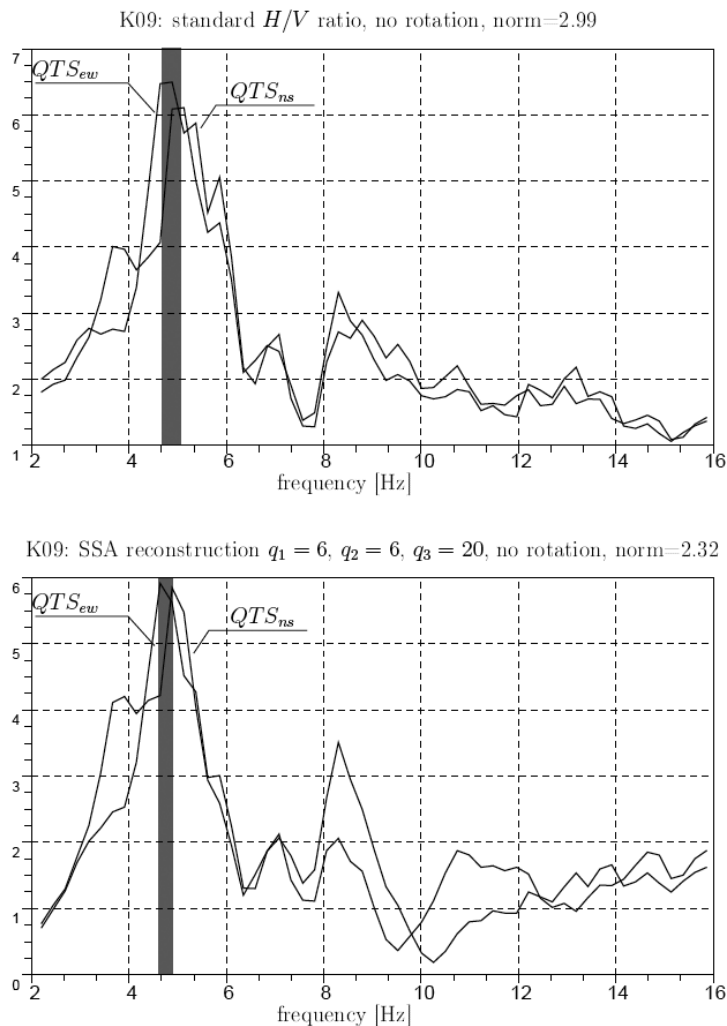 K09: standard H/V ratio, no rotation, norm=2.99
7
QTS_ew
QTS_ns
6
5
4
3
2
1
2 4 6 8 10 12 14 16
frequency [Hz]
K09: SSA reconstruction q_1 = 6, q_2 = 6, q_3 = 20, no rotation, norm=2.32
6
QTS_ew
QTS_ns
5
4
3
2
1
0
2 4 6 8 10 12 14 16
frequency [Hz]